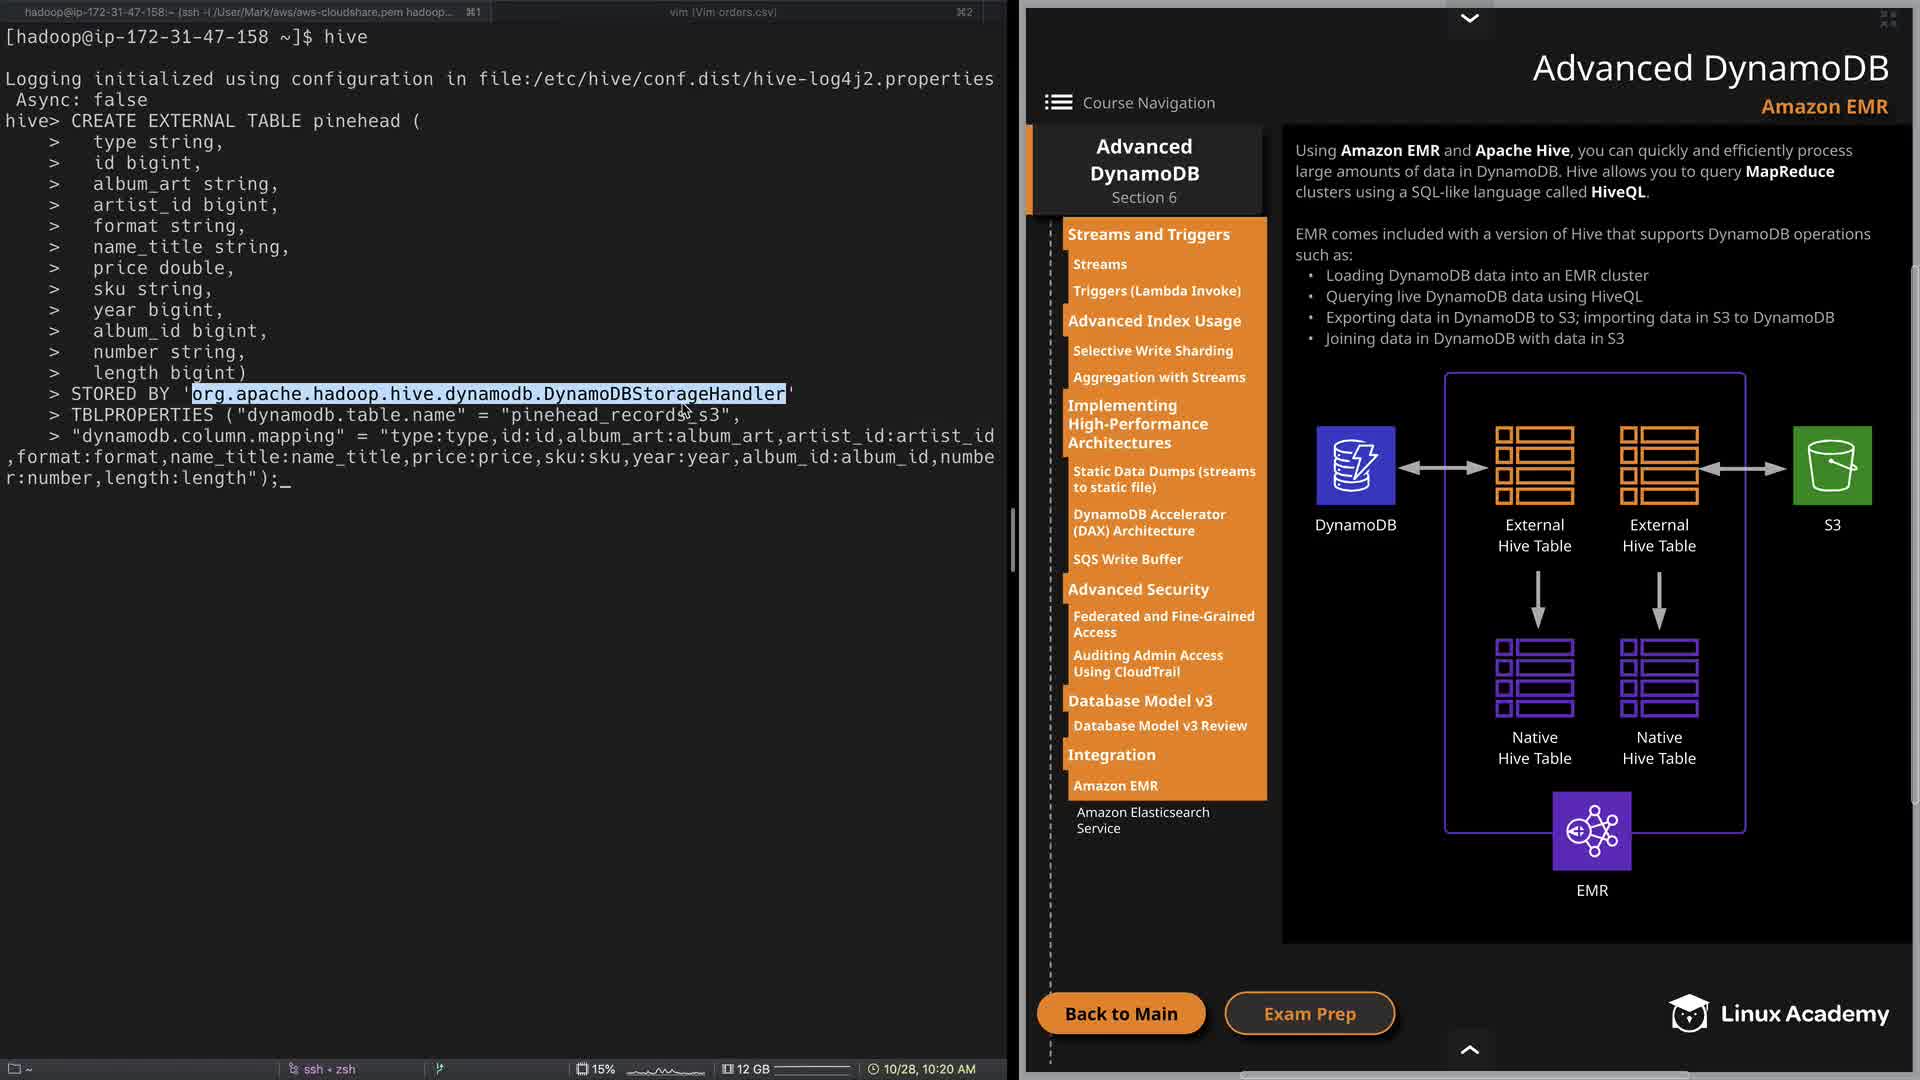 hadoop@ip-172-31-47-158:~ (ssh -i /User/Mark/aws/aws-cloudshare.pem hadoop... ⌘1
vim (Vim orders.csv) ⌘2
[hadoop@ip-172-31-47-158 ~]$ hive
Logging initialized using configuration in file:/etc/hive/conf.dist/hive-log4j2.properties
Async: false
hive> CREATE EXTERNAL TABLE pinehead (
> type string,
> id bigint,
> album_art string,
> artist_id bigint,
> format string,
> name_title string,
> price double,
> sku string,
> year bigint,
> album_id bigint,
> number string,
> length bigint)
> STORED BY 'org.apache.hadoop.hive.dynamodb.DynamoDBStorageHandler'
> TBLPROPERTIES ("dynamodb.table.name" = "pinehead_records_s3",
> "dynamodb.column.mapping" = "type:type,id:id,album_art:album_art,artist_id:artist_id
,format:format,name_title:name_title,price:price,sku:sku,year:year,album_id:album_id,numbe
r:number,length:length");_
~
ssh • zsh
15%
12 GB
10/28, 10:20 AM
Advanced DynamoDB
Amazon EMR
Course Navigation
Advanced
DynamoDB
Section 6
Streams and Triggers
Streams
Triggers (Lambda Invoke)
Advanced Index Usage
Selective Write Sharding
Aggregation with Streams
Implementing
High-Performance
Architectures
Static Data Dumps (streams
to static file)
DynamoDB Accelerator
(DAX) Architecture
SQS Write Buffer
Advanced Security
Federated and Fine-Grained
Access
Auditing Admin Access
Using CloudTrail
Database Model v3
Database Model v3 Review
Integration
Amazon EMR
Amazon Elasticsearch
Service
Using Amazon EMR and Apache Hive, you can quickly and efficiently process
large amounts of data in DynamoDB. Hive allows you to query MapReduce
clusters using a SQL-like language called HiveQL.
EMR comes included with a version of Hive that supports DynamoDB operations
such as:
• Loading DynamoDB data into an EMR cluster
• Querying live DynamoDB data using HiveQL
• Exporting data in DynamoDB to S3; importing data in S3 to DynamoDB
• Joining data in DynamoDB with data in S3
DynamoDB
External
Hive Table
External
Hive Table
S3
Native
Hive Table
Native
Hive Table
EMR
Back to Main
Exam Prep
Linux Academy